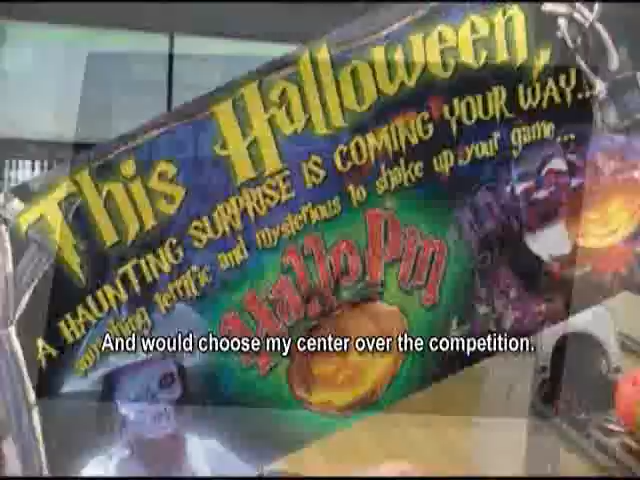 This Halloween,
A HAUNTING SURPRISE IS COMING YOUR WAY...
something terrific and mysterious to shake up your game...
HalloPin
And would choose my center over the competition.